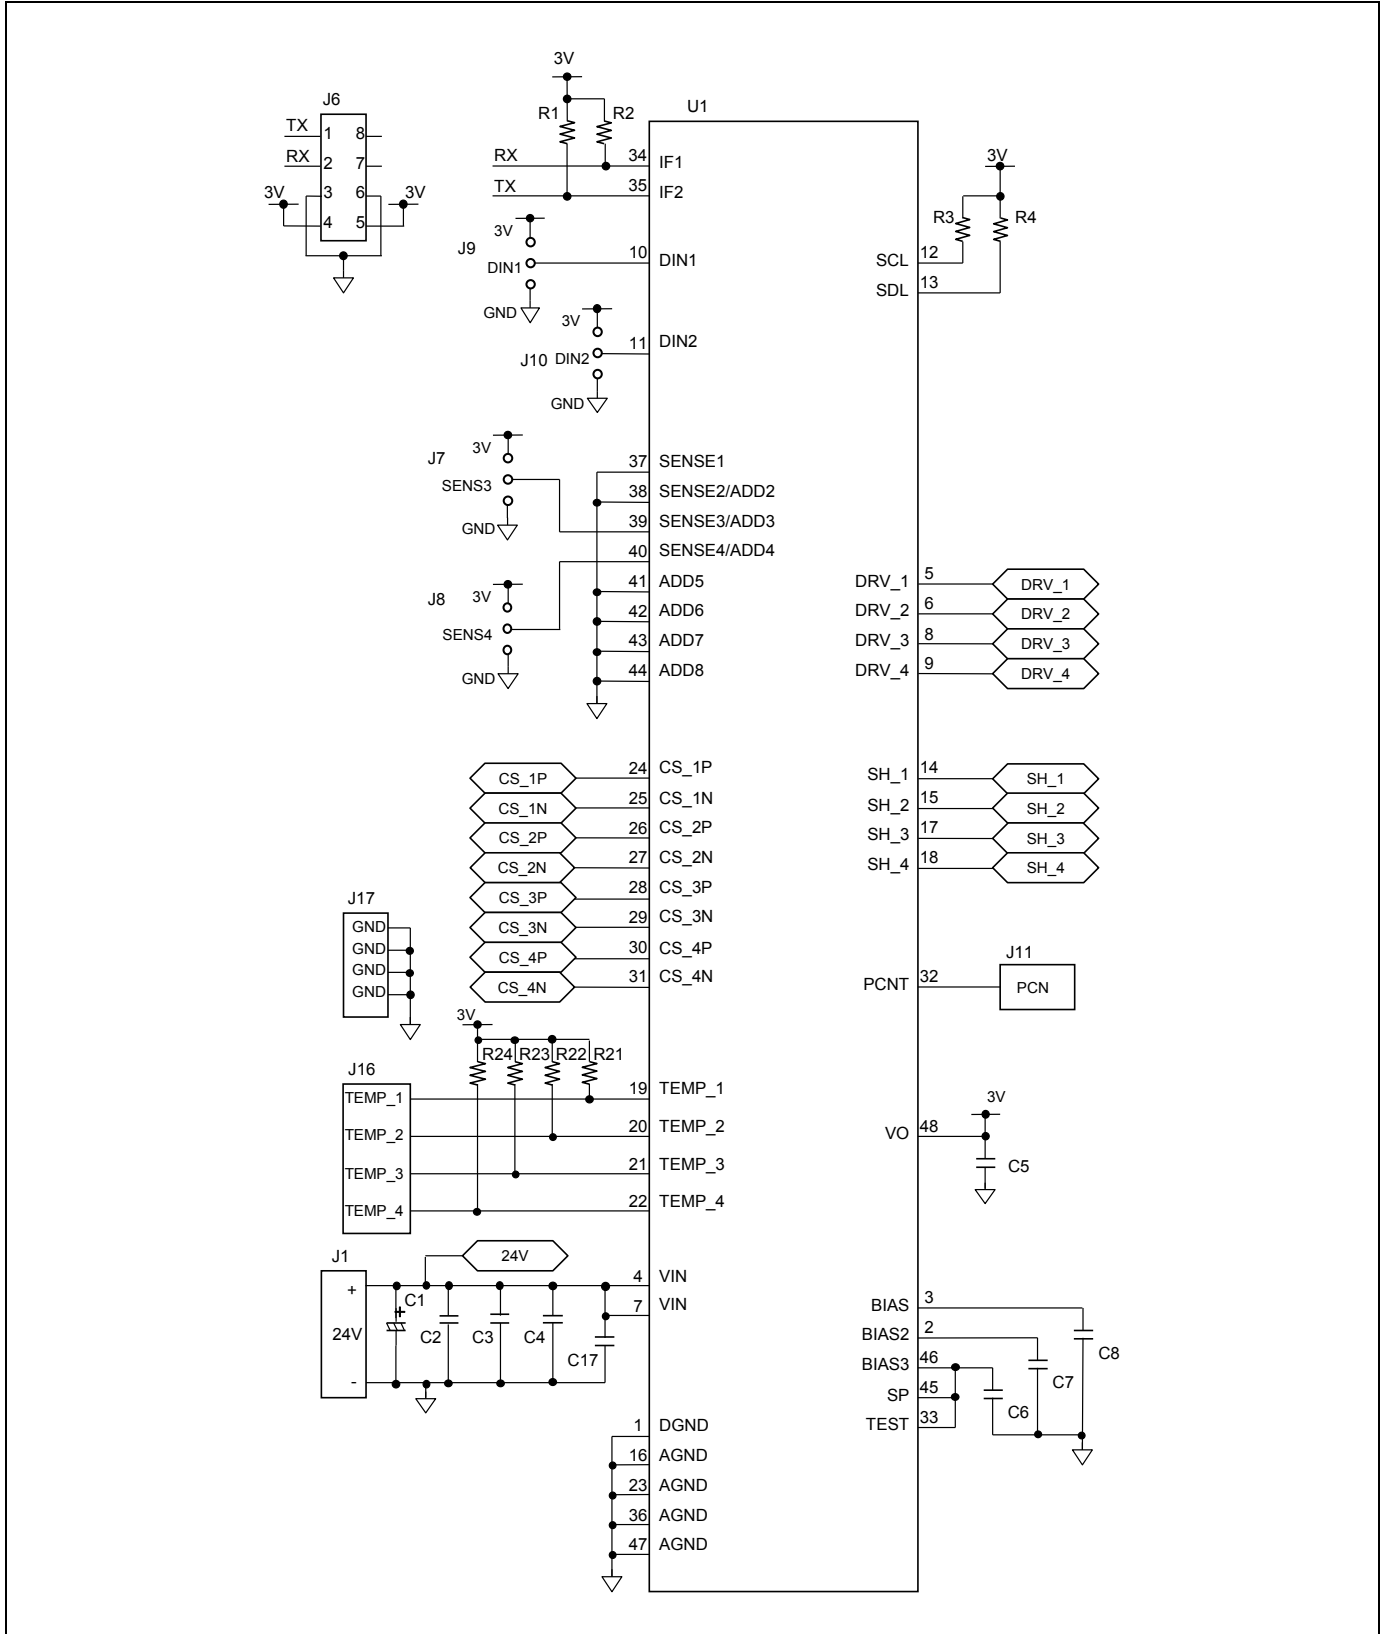 3V
J6
R1 R2 U1
TX 1 8
RX 2 7
3V 3 6 3V
4 5
RX 34 IF1
TX 35 IF2
3V
R3 R4
J9 3V
DIN1 10 DIN1
GND
SCL 12
SDL 13
3V
J10 DIN2 11 DIN2
GND
J7 3V
SENS3
GND
37 SENSE1
38 SENSE2/ADD2
39 SENSE3/ADD3
40 SENSE4/ADD4
J8 3V
SENS4
GND
41 ADD5
42 ADD6
43 ADD7
44 ADD8
DRV_1 5 DRV_1
DRV_2 6 DRV_2
DRV_3 8 DRV_3
DRV_4 9 DRV_4
CS_1P 24 CS_1P
CS_1N 25 CS_1N
CS_2P 26 CS_2P
CS_2N 27 CS_2N
CS_3P 28 CS_3P
CS_3N 29 CS_3N
CS_4P 30 CS_4P
CS_4N 31 CS_4N
SH_1 14 SH_1
SH_2 15 SH_2
SH_3 17 SH_3
SH_4 18 SH_4
J17
GND
GND
GND
GND
J11
PCNT 32 PCN
3V
R24 R23 R22 R21
J16
TEMP_1 19 TEMP_1
TEMP_2 20 TEMP_2
TEMP_3 21 TEMP_3
TEMP_4 22 TEMP_4
3V
VO 48
C5
J1 24V
+ 4 VIN
C1 + 7 VIN
24V C2 C3 C4 C17
-
BIAS 3
BIAS2 2 C8
BIAS3 46 C7
SP 45 C6
TEST 33
1 DGND
16 AGND
23 AGND
36 AGND
47 AGND